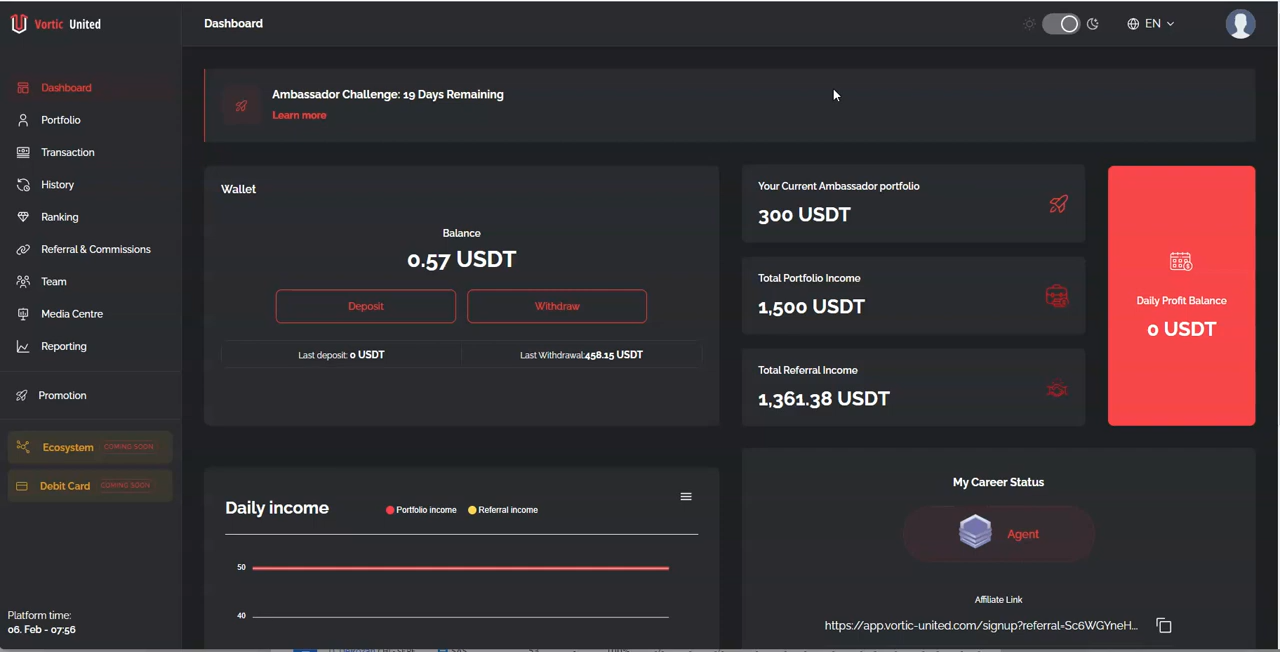 Vortic United
Dashboard
EN
Dashboard
Portfolio
Transaction
History
Ranking
Referral & Commissions
Team
Media Centre
Reporting
Promotion
Ecosystem COMING SOON
Debit Card COMING SOON
Platform time:
06. Feb - 07:56
Ambassador Challenge: 19 Days Remaining
Learn more
Wallet
Balance
0.57 USDT
Deposit Withdraw
Last deposit: 0 USDT Last Withdrawal:458.15 USDT
Your Current Ambassador portfolio
300 USDT
Total Portfolio Income
1,500 USDT
Total Referral Income
1,361.38 USDT
Daily Profit Balance
0 USDT
Daily income
Portfolio income Referral income
50
40
My Career Status
Agent
Affiliate Link
https://app.vortic-united.com/signup?referral=Sc6WGYneH...